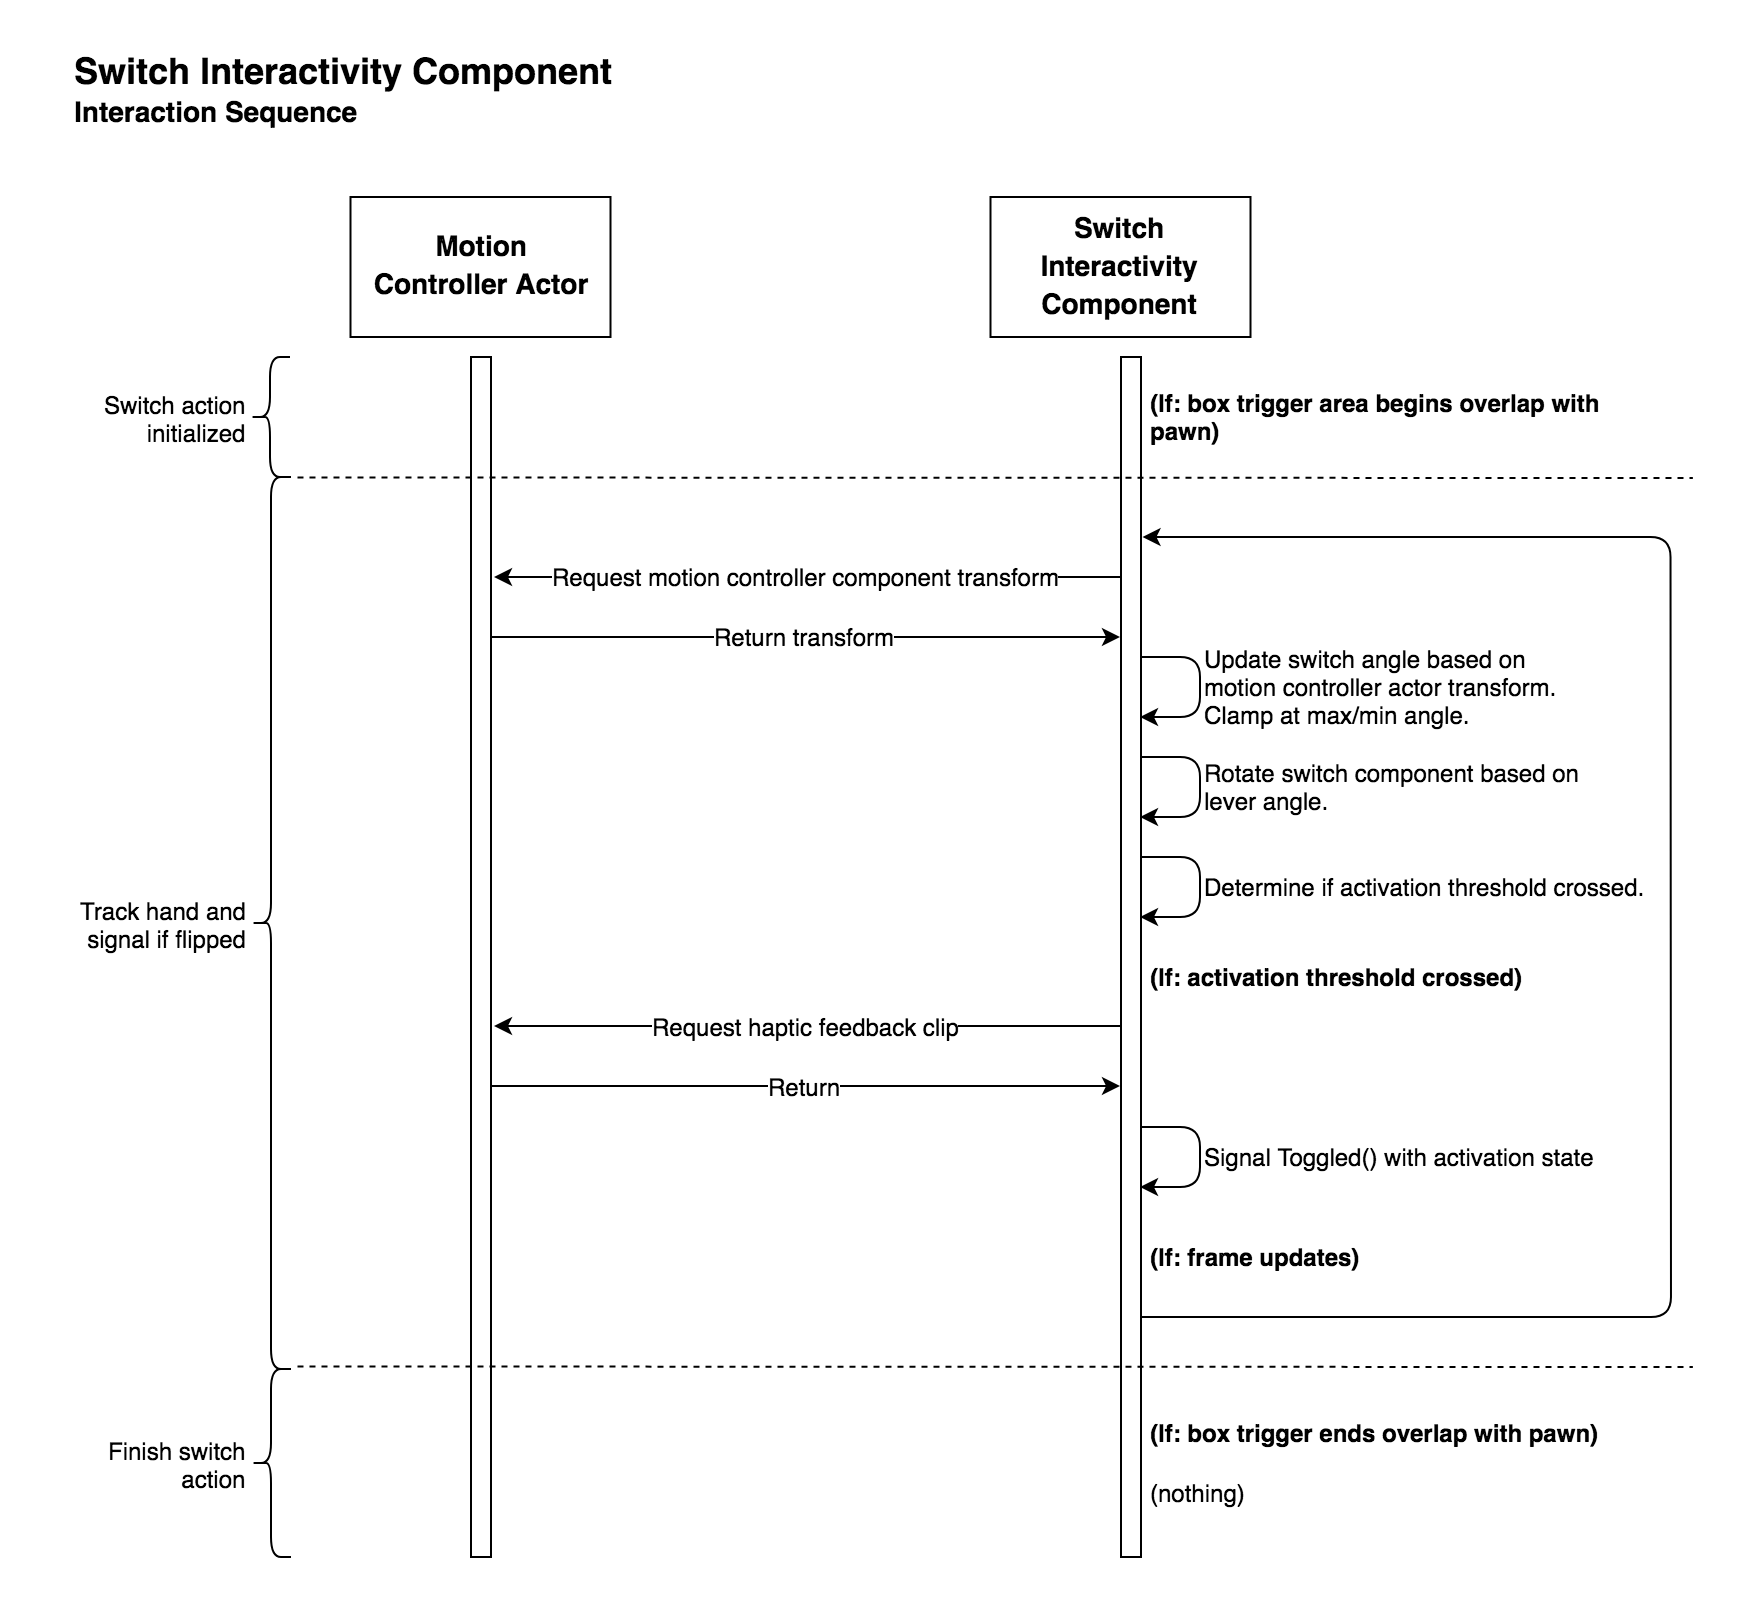 Switch Interactivity Component
Interaction Sequence
Motion
Controller Actor
Switch
Interactivity
Component
Switch action
initialized
(If: box trigger area begins overlap with
pawn)
Request motion controller component transform
Return transform
Update switch angle based on
motion controller actor transform.
Clamp at max/min angle.
Rotate switch component based on
lever angle.
Determine if activation threshold crossed.
Track hand and
signal if flipped
(If: activation threshold crossed)
Request haptic feedback clip
Return
Signal Toggled() with activation state
(If: frame updates)
(If: box trigger ends overlap with pawn)
Finish switch
action
(nothing)